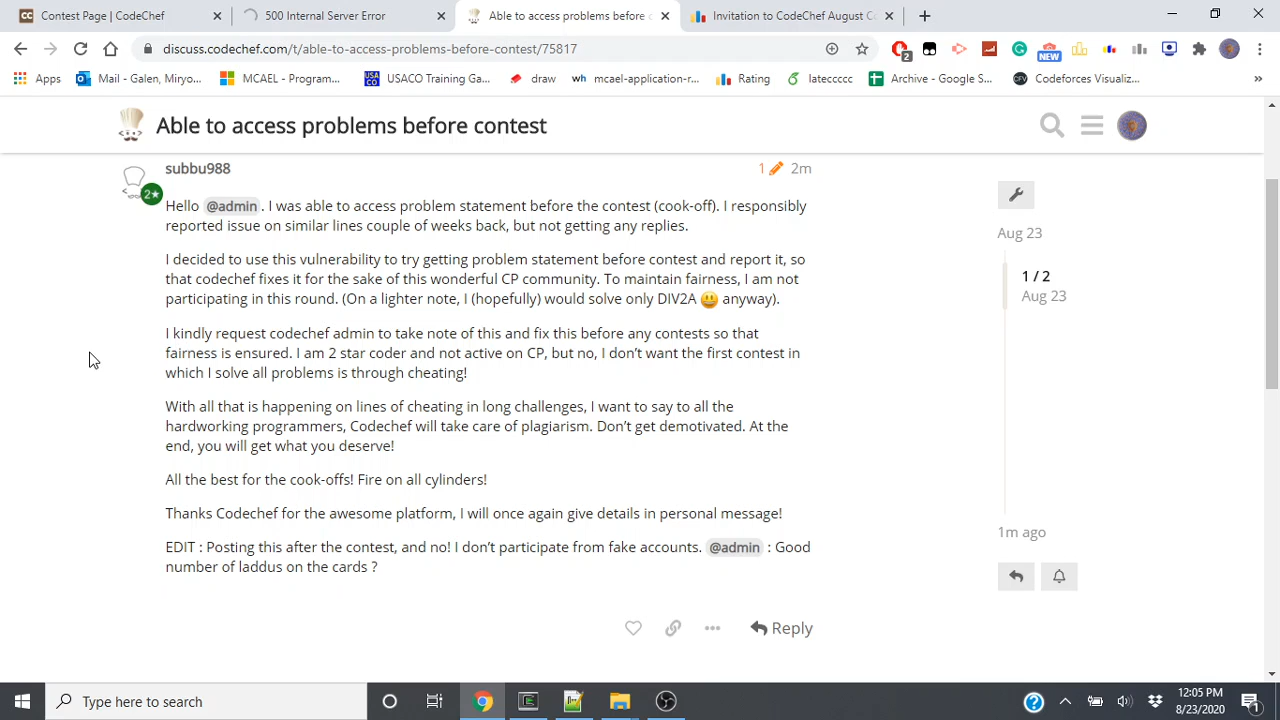 Contest Page | CodeChef
500 Internal Server Error
Able to access problems before c
Invitation to CodeChef August Co
discuss.codechef.com/t/able-to-access-problems-before-contest/75817
2
NEW
Apps
Mail - Galen, Miryo...
MCAEL - Program...
USACO Training Ga...
draw
wh mcael-application-r...
Rating
lateccccc
Archive - Google S...
Codeforces Visualiz...
»
Able to access problems before contest
subbu988
1
2m
2★
Hello @admin . I was able to access problem statement before the contest (cook-off). I responsibly
reported issue on similar lines couple of weeks back, but not getting any replies.
I decided to use this vulnerability to try getting problem statement before contest and report it, so
that codechef fixes it for the sake of this wonderful CP community. To maintain fairness, I am not
participating in this round. (On a lighter note, I (hopefully) would solve only DIV2A 😃 anyway).
I kindly request codechef admin to take note of this and fix this before any contests so that
fairness is ensured. I am 2 star coder and not active on CP, but no, I don’t want the first contest in
which I solve all problems is through cheating!
With all that is happening on lines of cheating in long challenges, I want to say to all the
hardworking programmers, Codechef will take care of plagiarism. Don’t get demotivated. At the
end, you will get what you deserve!
All the best for the cook-offs! Fire on all cylinders!
Thanks Codechef for the awesome platform, I will once again give details in personal message!
EDIT : Posting this after the contest, and no! I don’t participate from fake accounts. @admin : Good
number of laddus on the cards ?
Reply
Aug 23
1 / 2
Aug 23
1m ago
Type here to search
12:05 PM
8/23/2020
1